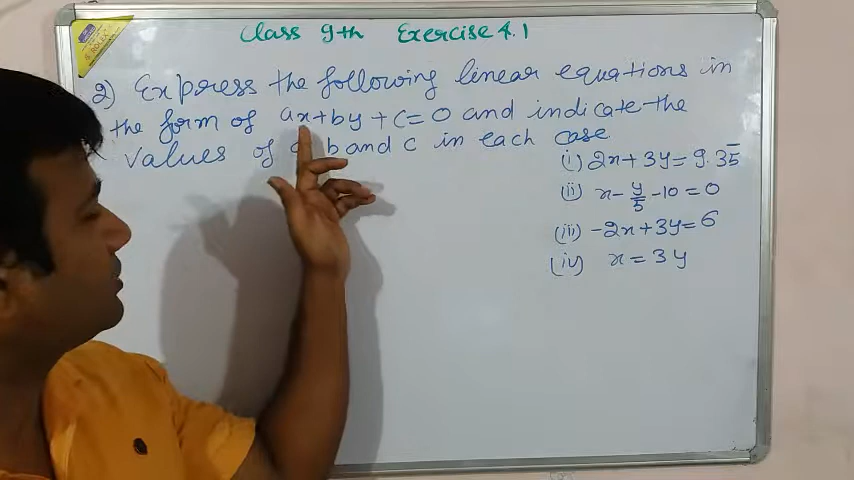 Class 9th Exercise 4.1
2) Express the following linear equations in
the form of ax+by+c=0 and indicate the
values of b and c in each case
(i) 2x+3y=9.35̅
(ii) x-y/5-10=0
(iii) -2x+3y=6
(iv) x=3y